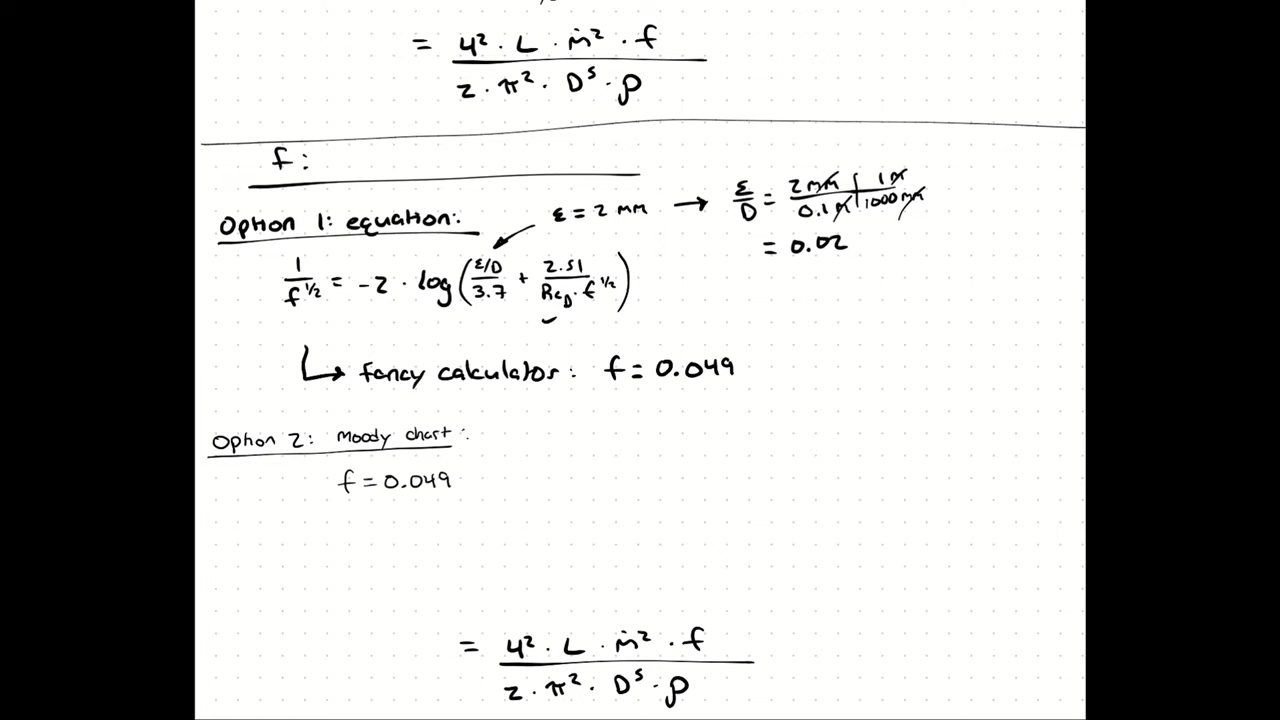 = 4² · L · ṁ² · f
2 · π² · D⁵ · ρ
f:
Option 1: equation:
ε = 2 mm → ε/D = 2 mm | 1 m / 0.1 m | 1000 mm
= 0.02
1/f^1/2 = -2 · log( (ε/D)/3.7 + 2.51/(Re_D · f^1/2) )
↳ fancy calculator: f = 0.049
Option 2: Moody chart:
f = 0.049
= 4² · L · ṁ² · f
2 · π² · D⁵ · ρ